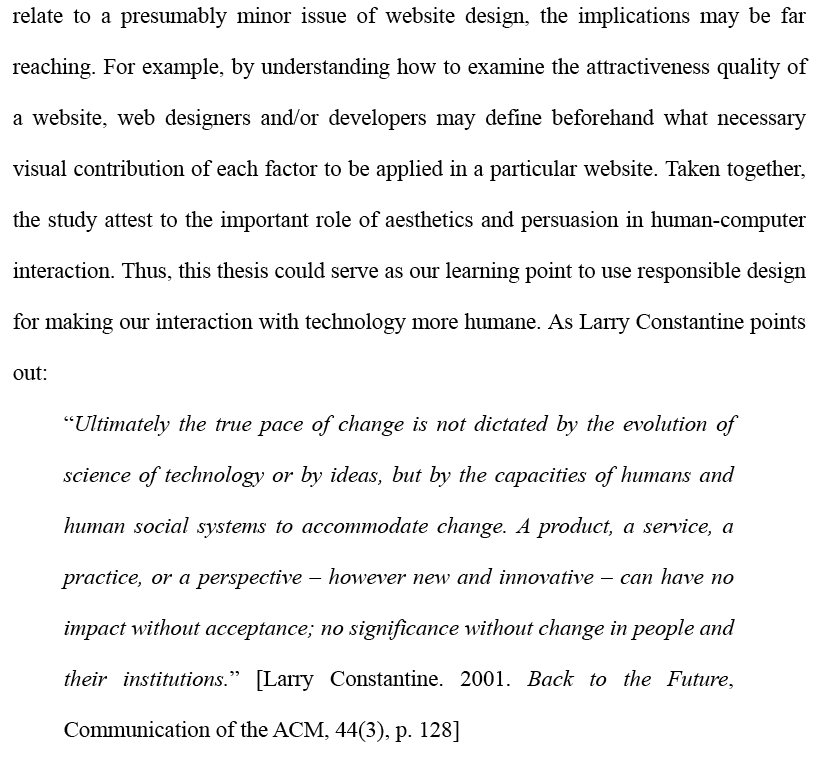 relate to a presumably minor issue of website design, the implications may be far
reaching. For example, by understanding how to examine the attractiveness quality of
a website, web designers and/or developers may define beforehand what necessary
visual contribution of each factor to be applied in a particular website. Taken together,
the study attest to the important role of aesthetics and persuasion in human-computer
interaction. Thus, this thesis could serve as our learning point to use responsible design
for making our interaction with technology more humane. As Larry Constantine points
out:
“Ultimately the true pace of change is not dictated by the evolution of
science of technology or by ideas, but by the capacities of humans and
human social systems to accommodate change. A product, a service, a
practice, or a perspective – however new and innovative – can have no
impact without acceptance; no significance without change in people and
their institutions.” [Larry Constantine. 2001. Back to the Future,
Communication of the ACM, 44(3), p. 128]